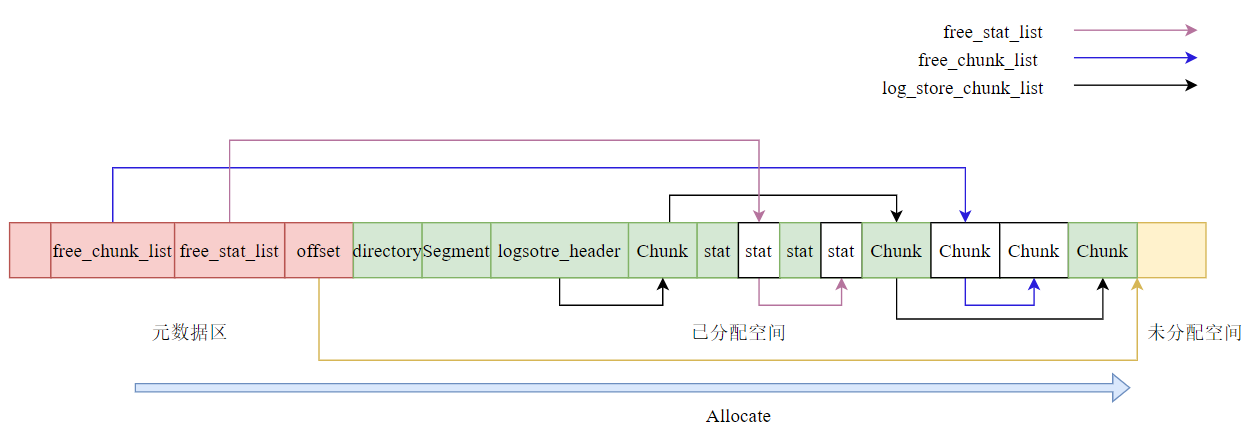 free_stat_list
free_chunk_list
log_store_chunk_list
free_chunk_list free_stat_list offset directory Segment logsotre_header Chunk stat stat stat stat Chunk Chunk Chunk Chunk
元数据区 已分配空间 未分配空间
Allocate